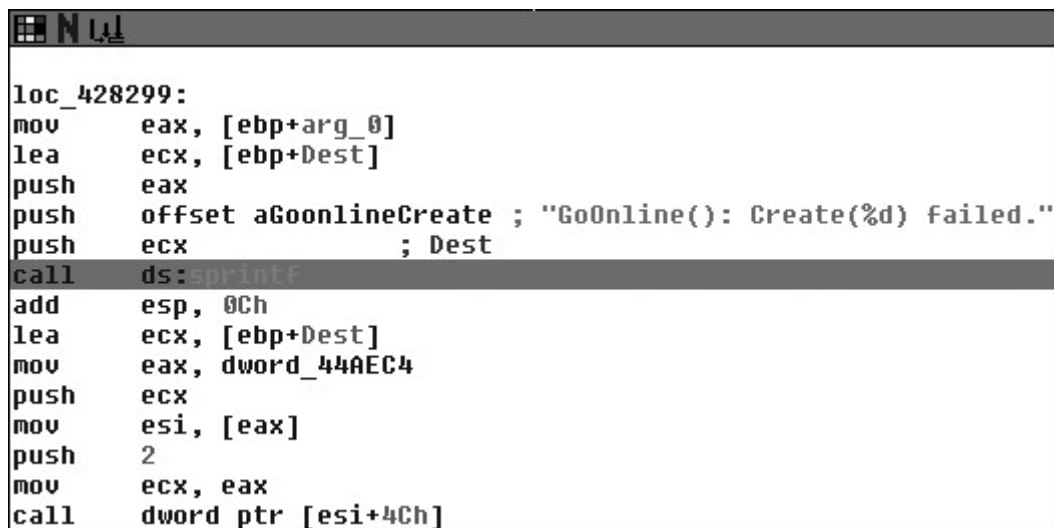 loc_428299:
mov     eax, [ebp+arg_0]
lea     ecx, [ebp+Dest]
push    eax
push    offset aGoonlineCreate ; "GoOnline(): Create(%d) failed."
push    ecx             ; Dest
call    ds:sprintf
add     esp, 0Ch
lea     ecx, [ebp+Dest]
mov     eax, dword_44AEC4
push    ecx
mov     esi, [eax]
push    2
mov     ecx, eax
call    dword ptr [esi+4Ch]